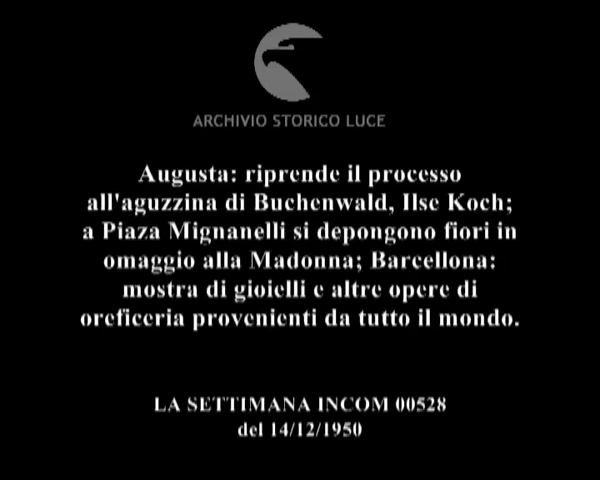 ARCHIVIO STORICO LUCE
Augusta: riprende il processo
all'aguzzina di Buchenwald, Ilse Koch;
a Piaza Mignanelli si depongono fiori in
omaggio alla Madonna; Barcellona:
mostra di gioielli e altre opere di
oreficeria provenienti da tutto il mondo.
LA SETTIMANA INCOM 00528
del 14/12/1950